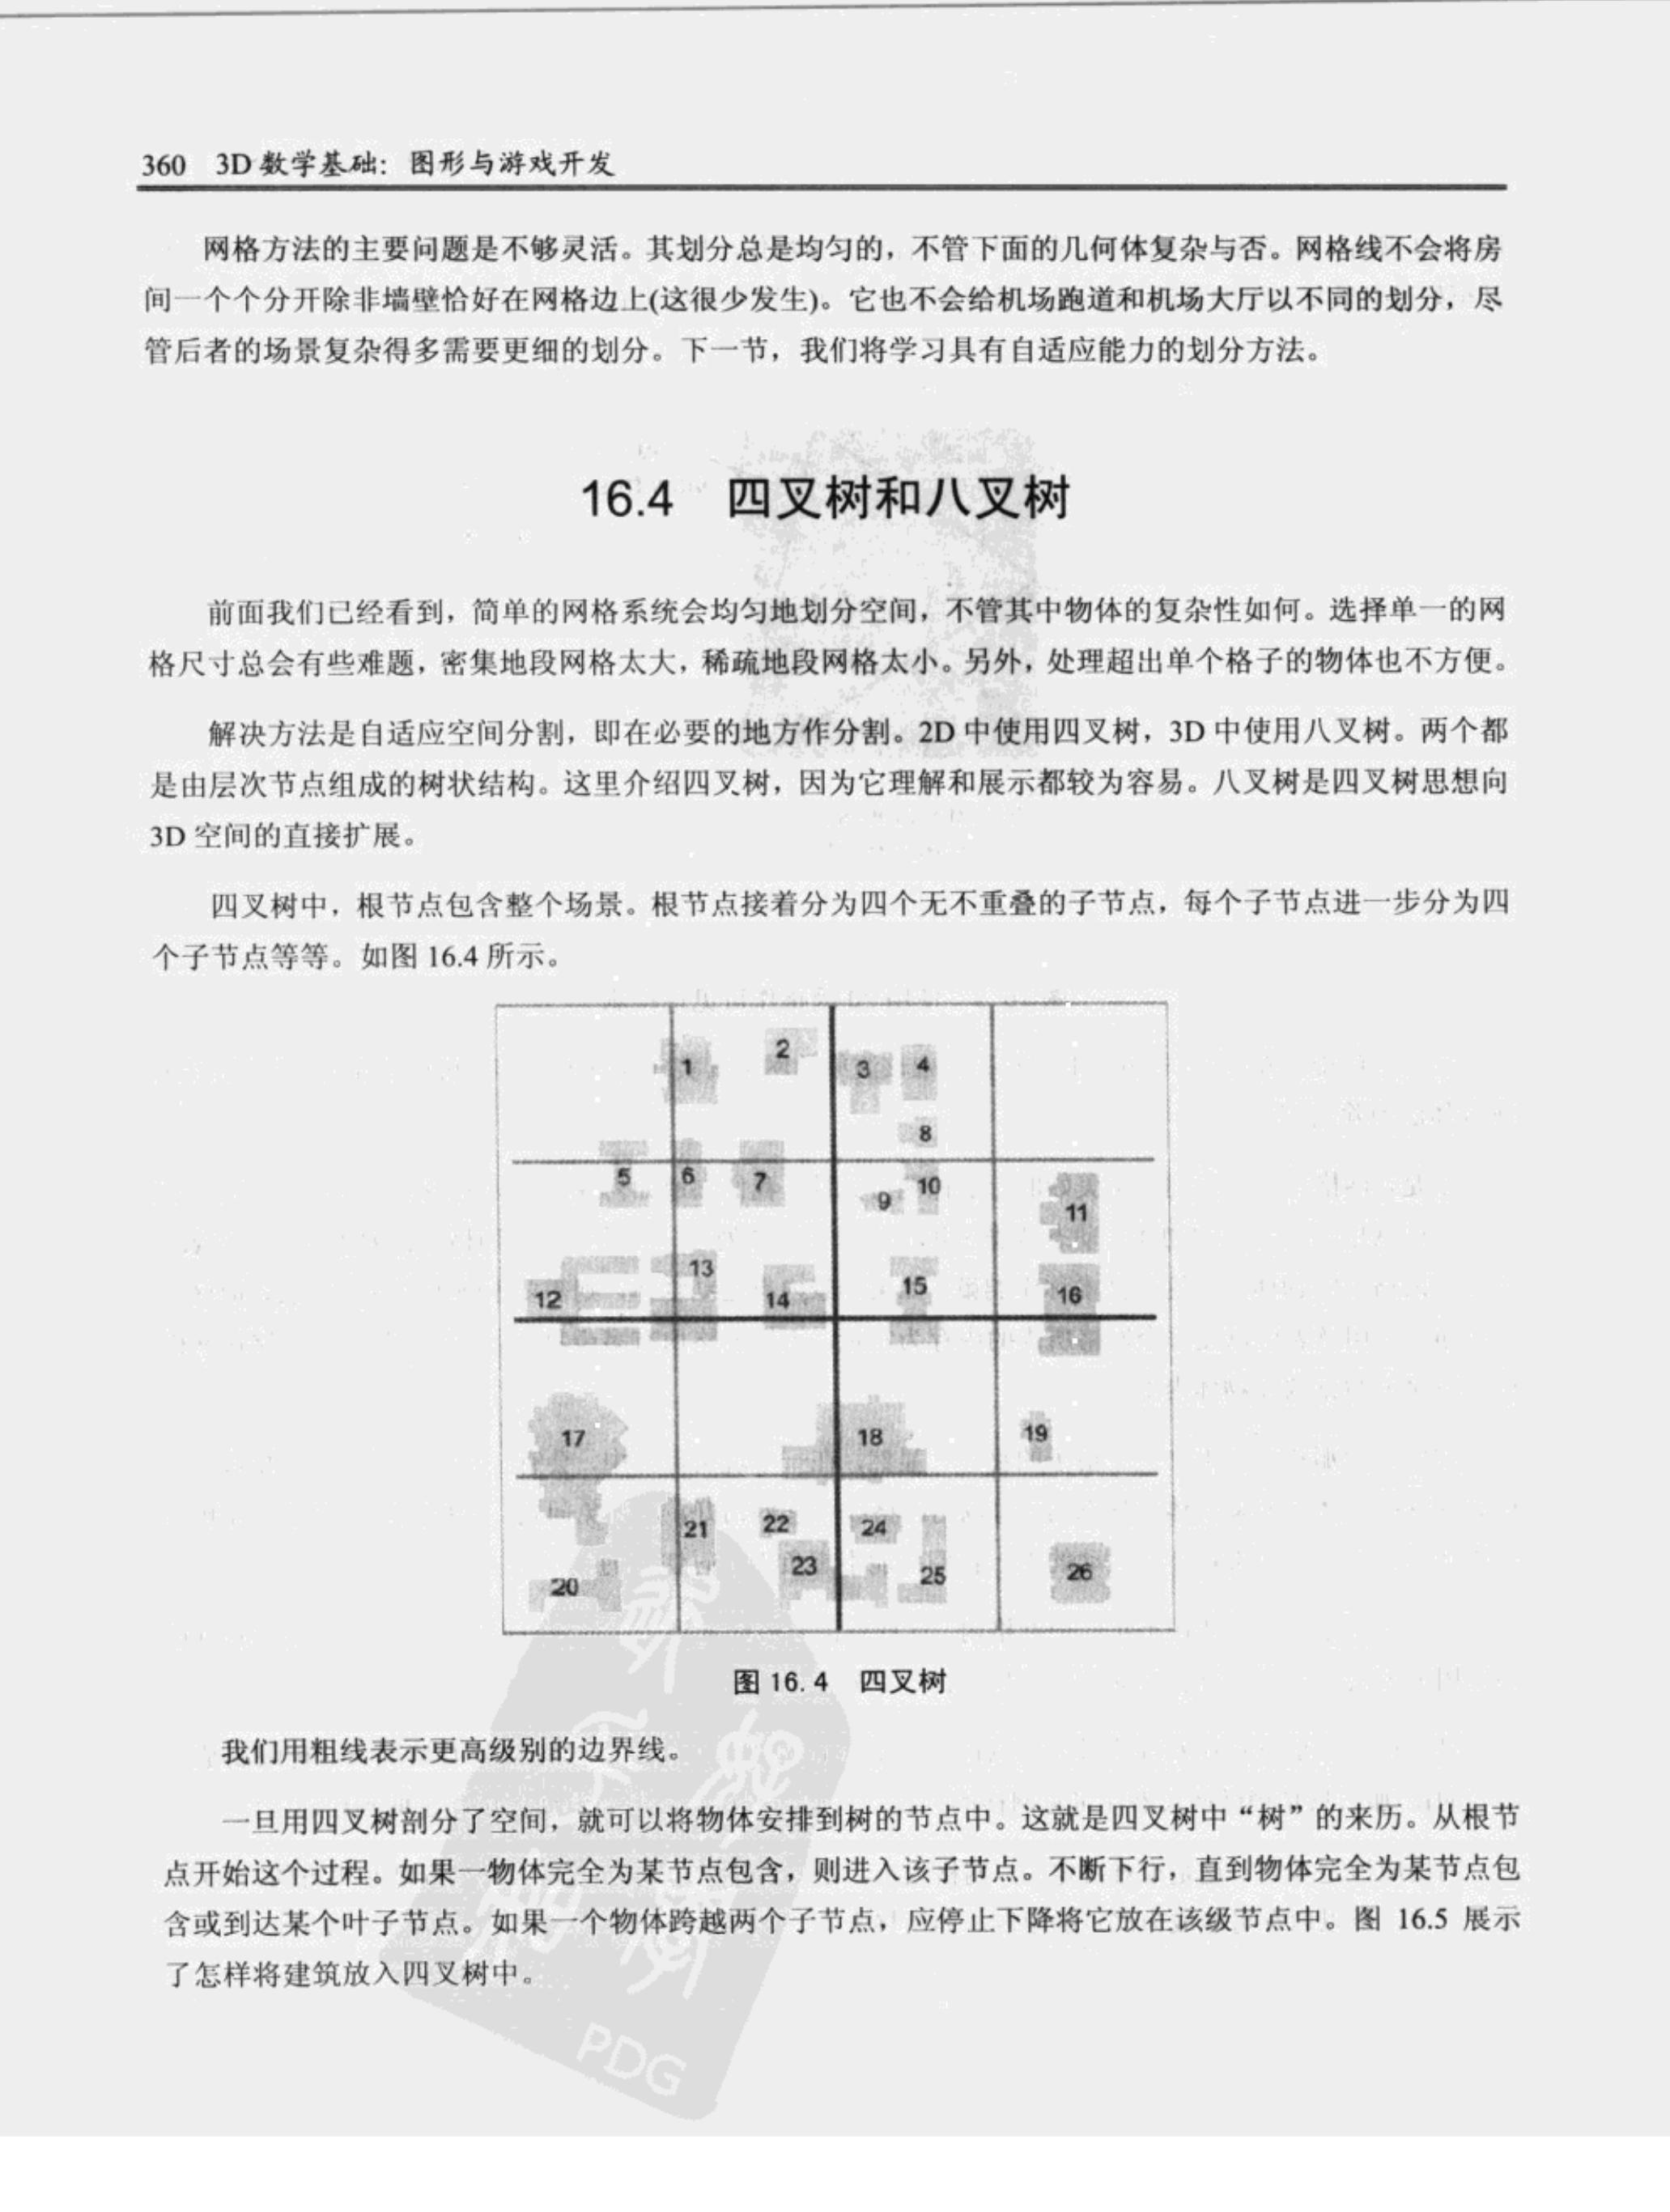 360 3D数学基础：图形与游戏开发
网格方法的主要问题是不够灵活。其划分总是均匀的，不管下面的几何体复杂与否。网格线不会将房
间一个个分开除非墙壁恰好在网格边上(这很少发生)。它也不会给机场跑道和机场大厅以不同的划分，尽
管后者的场景复杂得多需要更细的划分。下一节，我们将学习具有自适应能力的划分方法。
16.4 四叉树和八叉树
前面我们已经看到，简单的网格系统会均匀地划分空间，不管其中物体的复杂性如何。选择单一的网
格尺寸总会有些难题，密集地段网格太大，稀疏地段网格太小。另外，处理超出单个格子的物体也不方便。
解决方法是自适应空间分割，即在必要的地方作分割。2D 中使用四叉树，3D 中使用八叉树。两个都
是由层次节点组成的树状结构。这里介绍四叉树，因为它理解和展示都较为容易。八叉树是四叉树思想向
3D 空间的直接扩展。
四叉树中，根节点包含整个场景。根节点接着分为四个无不重叠的子节点，每个子节点进一步分为四
个子节点等等。如图 16.4 所示。
1
2
3
4
8
5
6
7
9
10
11
12
13
14
15
16
17
18
19
20
21
22
23
24
25
26
图 16.4 四叉树
我们用粗线表示更高级别的边界线。
一旦用四叉树剖分了空间，就可以将物体安排到树的节点中。这就是四叉树中“树”的来历。从根节
点开始这个过程。如果一物体完全为某节点包含，则进入该子节点。不断下行，直到物体完全为某节点包
含或到达某个叶子节点。如果一个物体跨越两个子节点，应停止下降将它放在该级节点中。图 16.5 展示
了怎样将建筑放入四叉树中。
PDG